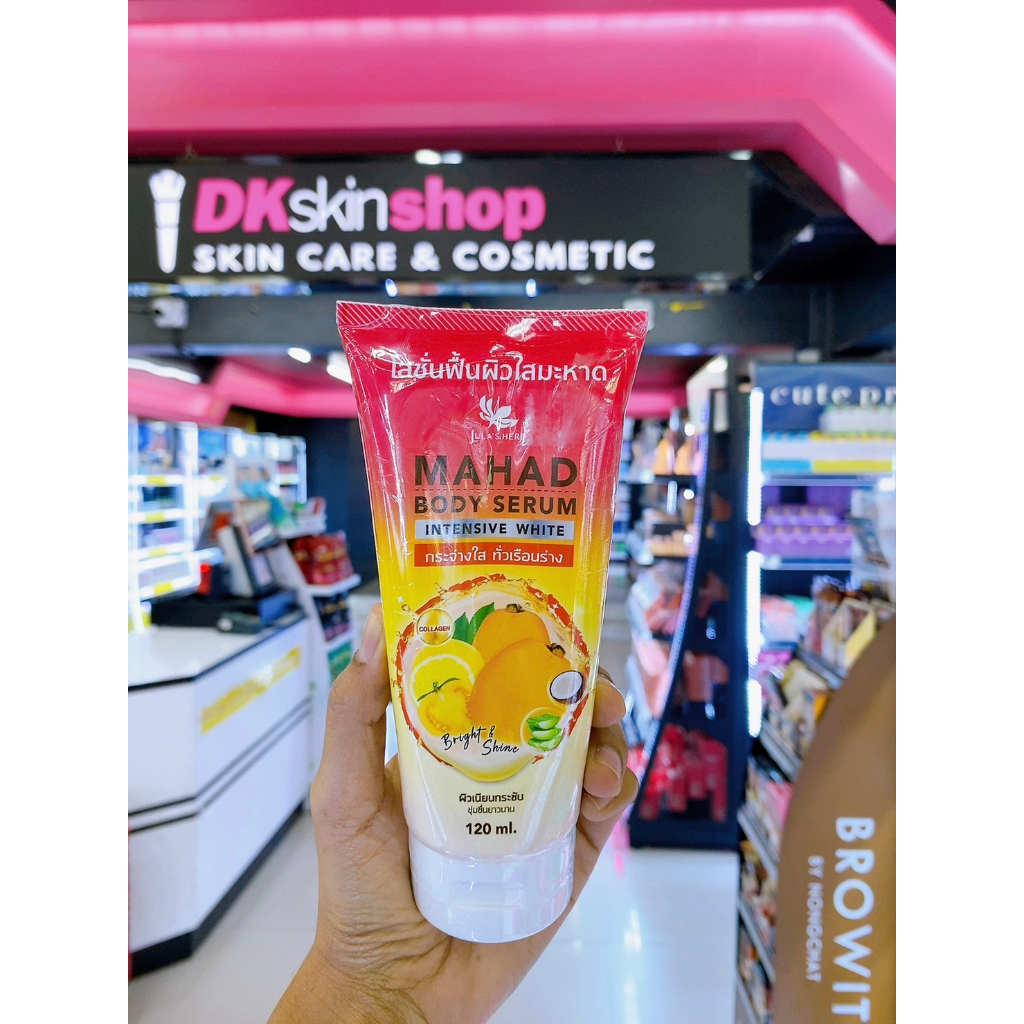 DKskinshop
SKIN CARE & COSMETIC
โลชั่นฟื้นผิวใสมะหาด
JULA'S HERB
MAHAD
BODY SERUM
INTENSIVE WHITE
กระจ่างใส ทั่วเรือนร่าง
COLLAGEN
Bright &
Shine
ผิวเนียนกระชับ
ชุ่มชื่นยาวนาน
120 ml.
cute pr
BROWIT
BY NONGCHAT